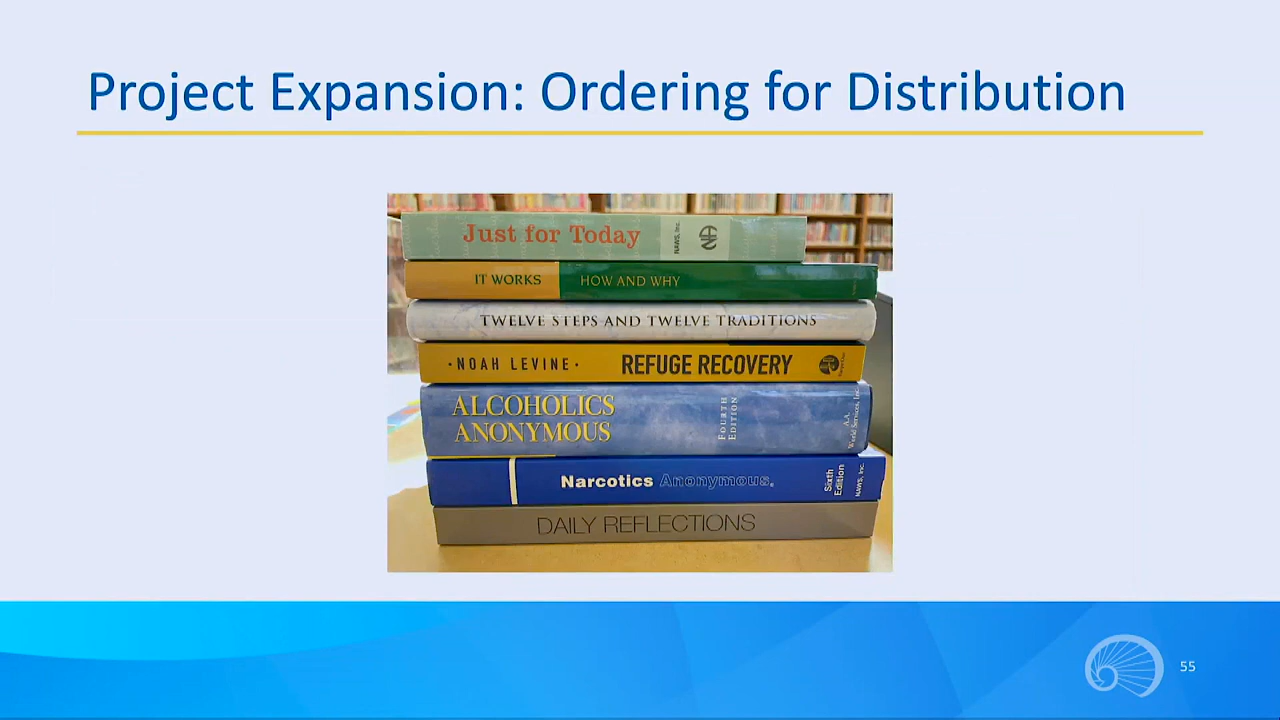 Project Expansion: Ordering for Distribution
Just for Today NAWS, Inc. NA
IT WORKS HOW AND WHY
TWELVE STEPS AND TWELVE TRADITIONS
·NOAH LEVINE· REFUGE RECOVERY
ALCOHOLICS
ANONYMOUS
FOURTH
EDITION
A.A.
World Services, Inc.
Narcotics Anonymous®
Sixth
Edition
NAWS, Inc.
DAILY REFLECTIONS
55